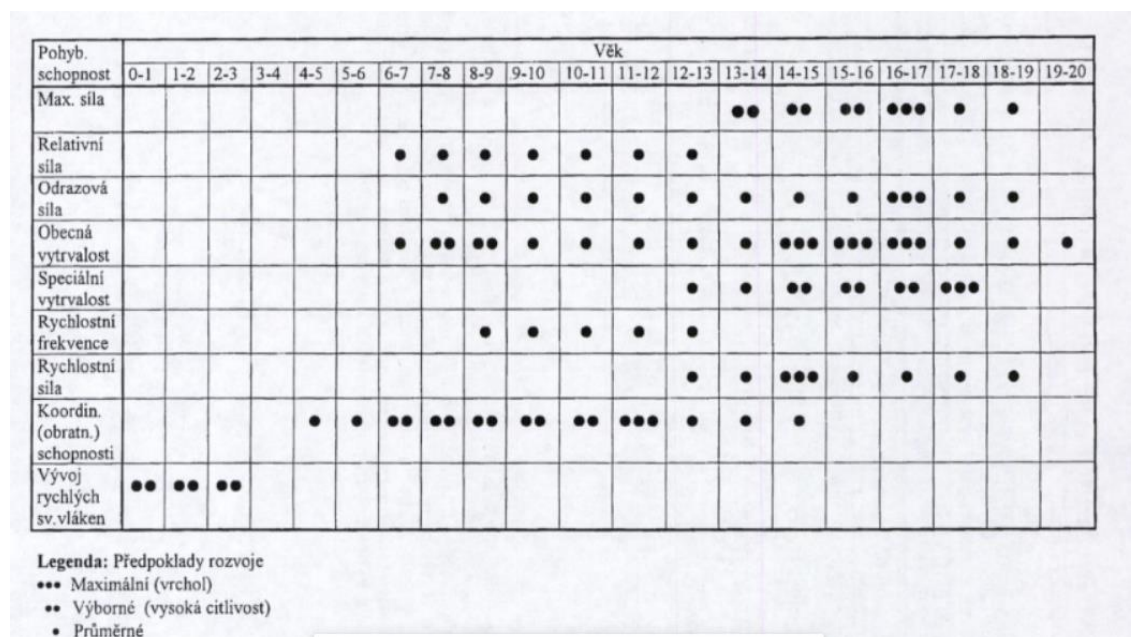 Pohyb. schopnost Věk
0-1 1-2 2-3 3-4 4-5 5-6 6-7 7-8 8-9 9-10 10-11 11-12 12-13 13-14 14-15 15-16 16-17 17-18 18-19 19-20
Max. síla •• •• •• ••• • •
Relativní síla • • • • • • •
Odrazová síla • • • • • • • • • ••• • •
Obecná vytrvalost • •• •• • • • • • ••• ••• ••• • • •
Speciální vytrvalost • • •• •• •• •••
Rychlostní frekvence • • • • •
Rychlostní síla • • ••• • • • •
Koordin. (obratn.) schopnosti • • •• •• •• •• •• ••• • • •
Vývoj rychlých sv.vláken •• •• ••
Legenda: Předpoklady rozvoje
••• Maximální (vrchol)
•• Výborné (vysoká citlivost)
• Průměrné